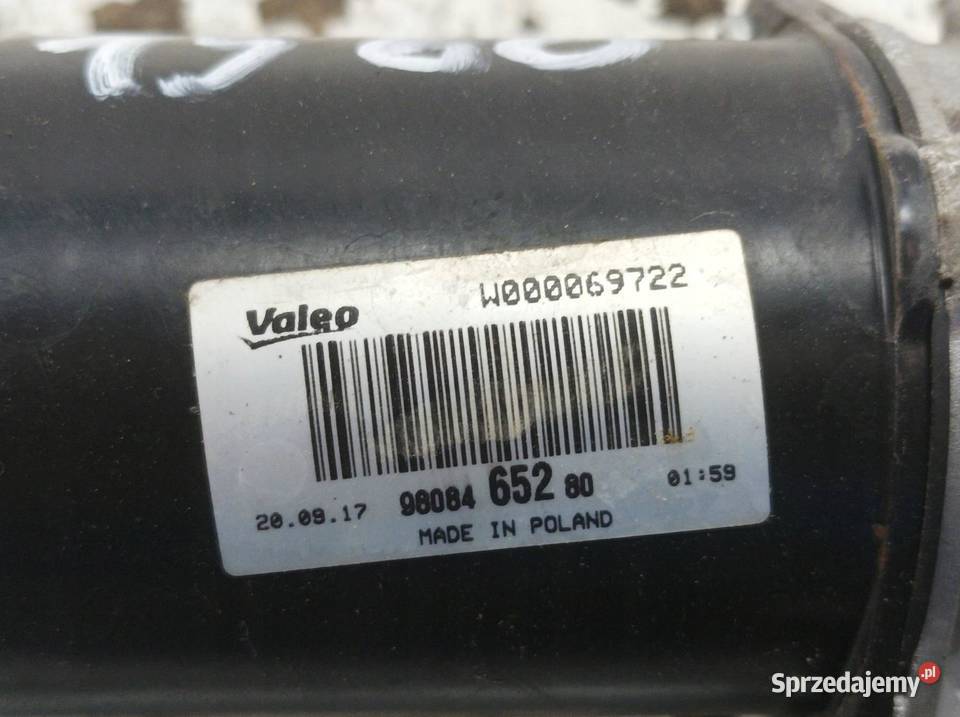 Valeo
W000069722
20.09.17
98084 652 80
01:59
MADE IN POLAND
Sprzedajemy.pl